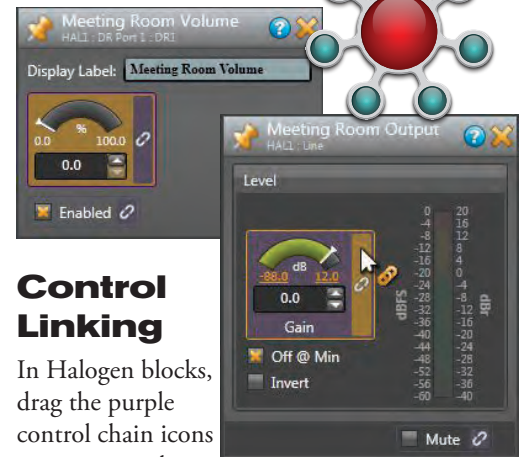 Meeting Room Volume
HAL1 : DR Port 1 : DR1
Display Label: Meeting Room Volume
%
0.0 100.0
0.0
Enabled
Meeting Room Output
HAL1 : Line
Level
dB
-88.0 12.0
0.0
Gain
Off @ Min
Invert
dBFS
0 20
-4 16
-8 12
-12 8
-16 4
-20 0
-24 -4
-28 -8
-32 -12
-36 -16
-40 -20
-44 -24
-48 -28
-52 -32
-56 -36
-60 -40
dBr
Mute
Control
Linking
In Halogen blocks,
drag the purple
control chain icons